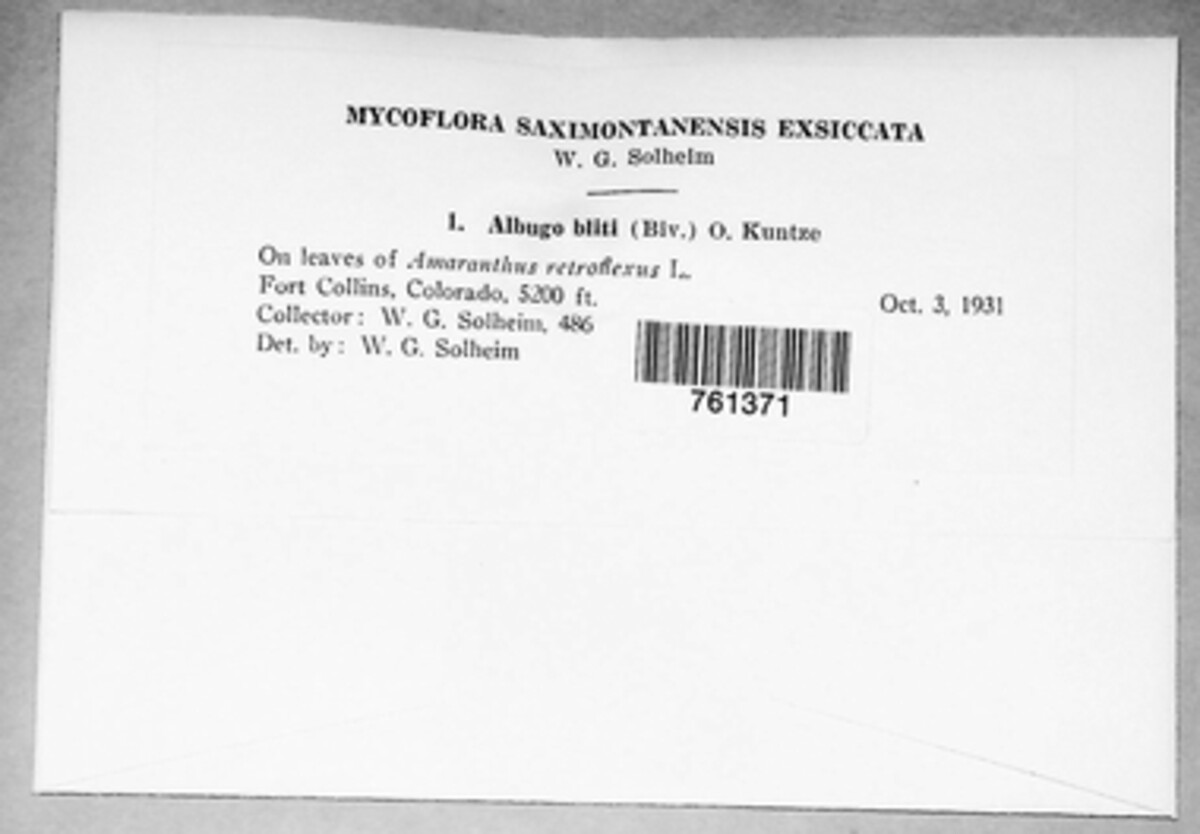 MYCOFLORA SAXIMONTANENSIS EXSICCATA
W. G. Solheim
1. Albugo bliti (Biv.) O. Kuntze
On leaves of Amaranthus retroflexus L.
Fort Collins, Colorado, 5200 ft. Oct. 3, 1931
Collector: W. G. Solheim, 486
Det. by: W. G. Solheim
761371